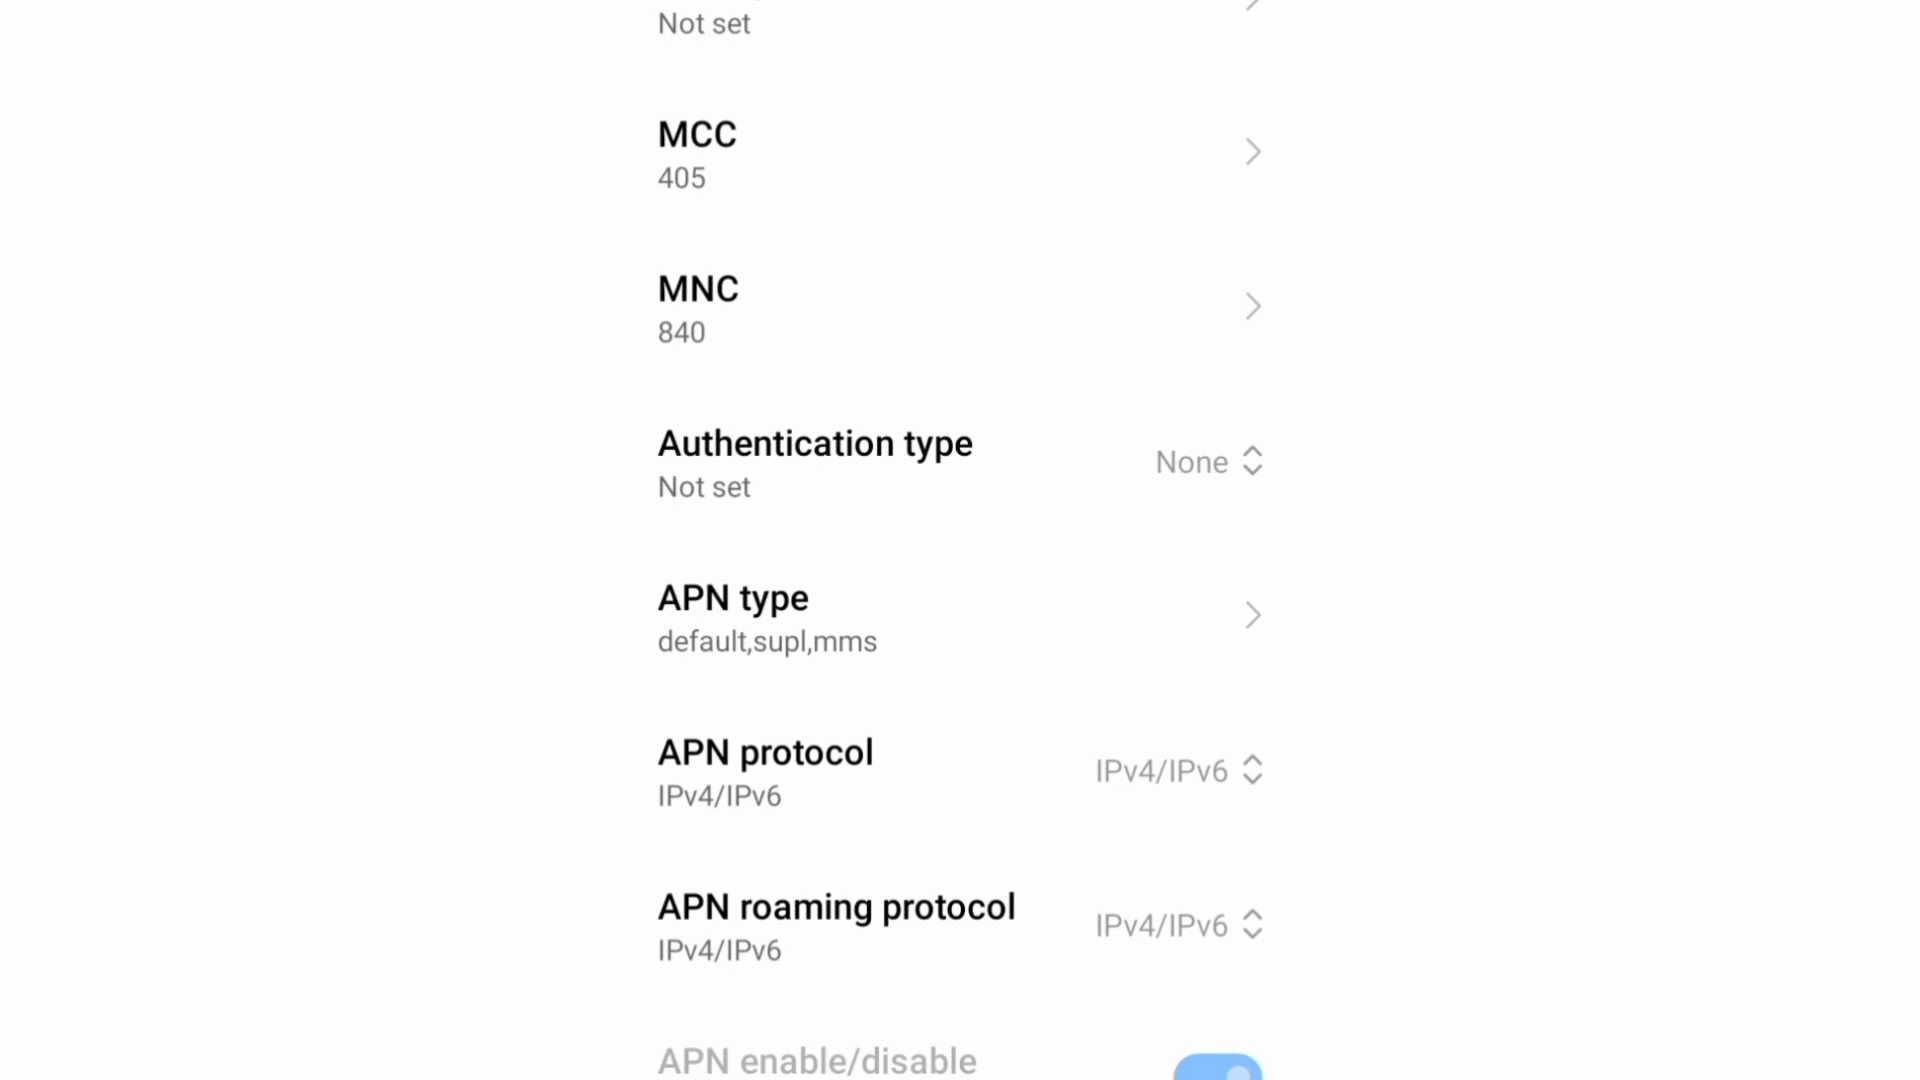 Not set
MCC
405
MNC
840
Authentication type
None
Not set
APN type
default,supl,mms
APN protocol
IPv4/IPv6
IPv4/IPv6
APN roaming protocol
IPv4/IPv6
IPv4/IPv6
APN enable/disable